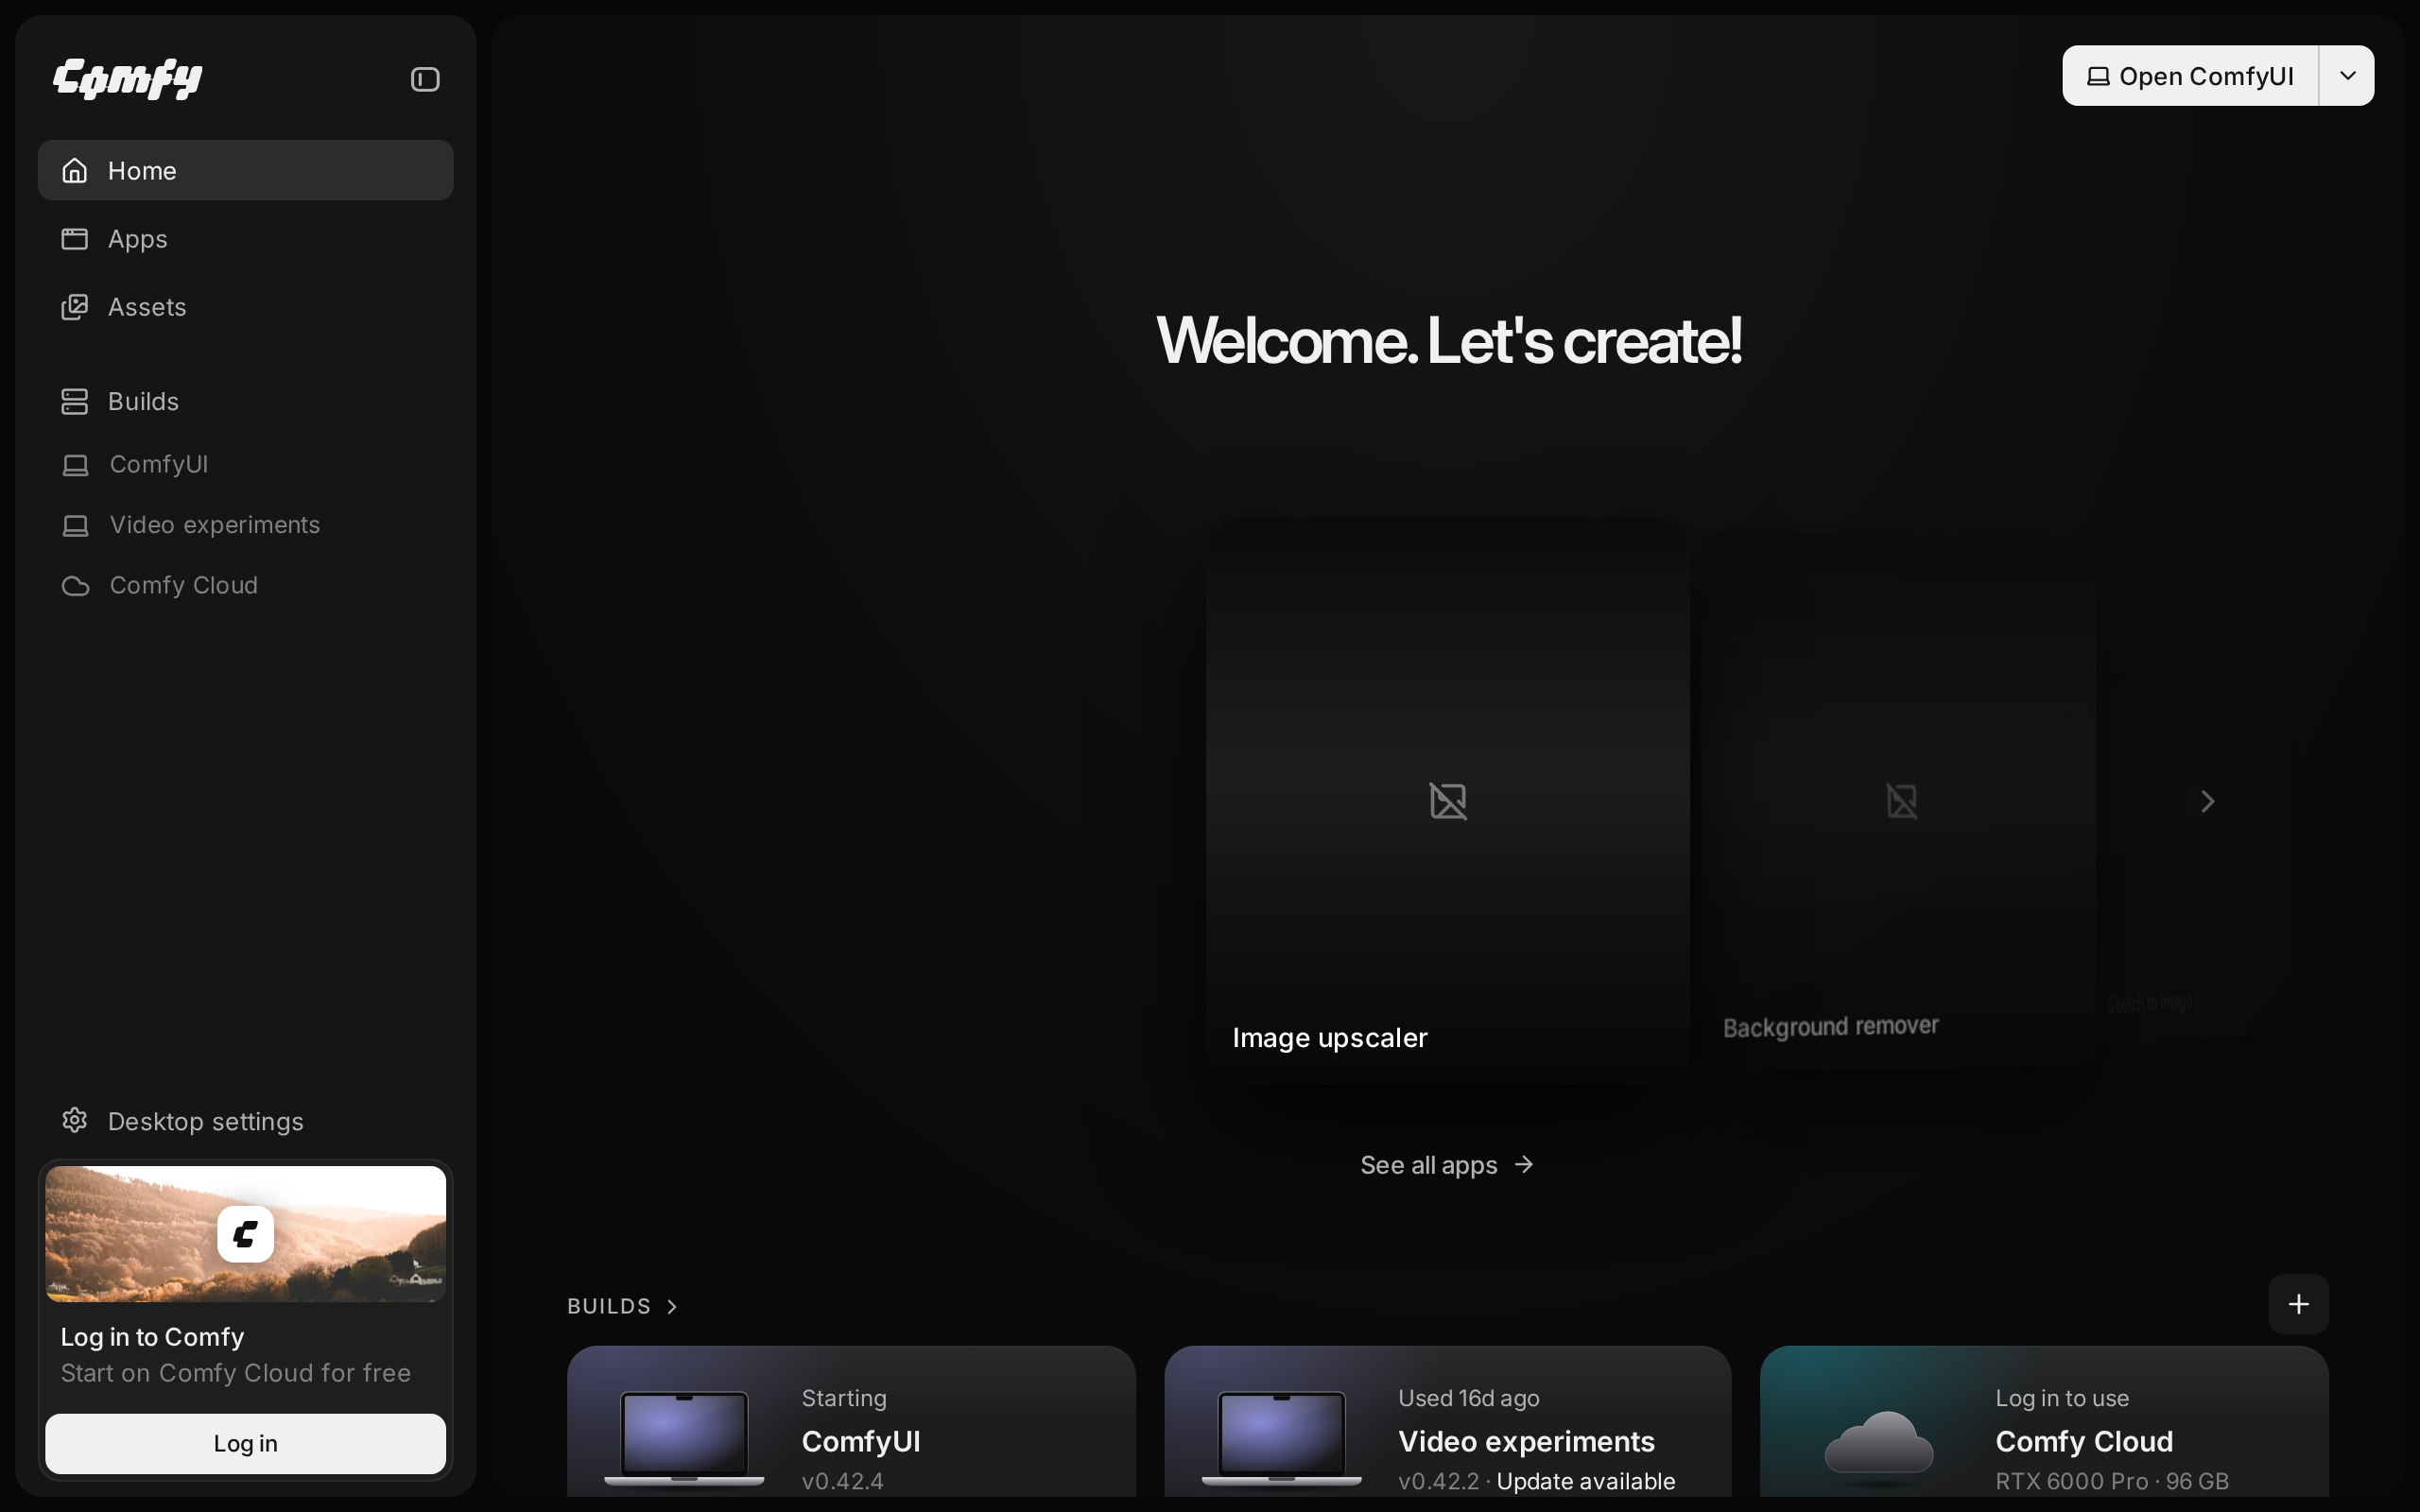 Comfy
Home
Apps
Assets
Builds
ComfyUI
Video experiments
Comfy Cloud
Desktop settings
Log in to Comfy
Start on Comfy Cloud for free
Log in
Open ComfyUI
Welcome. Let's create!
Image upscaler
Background remover
Sketch to image
See all apps
BUILDS
Starting
ComfyUI
v0.42.4
Used 16d ago
Video experiments
v0.42.2 · Update available
Log in to use
Comfy Cloud
RTX 6000 Pro · 96 GB